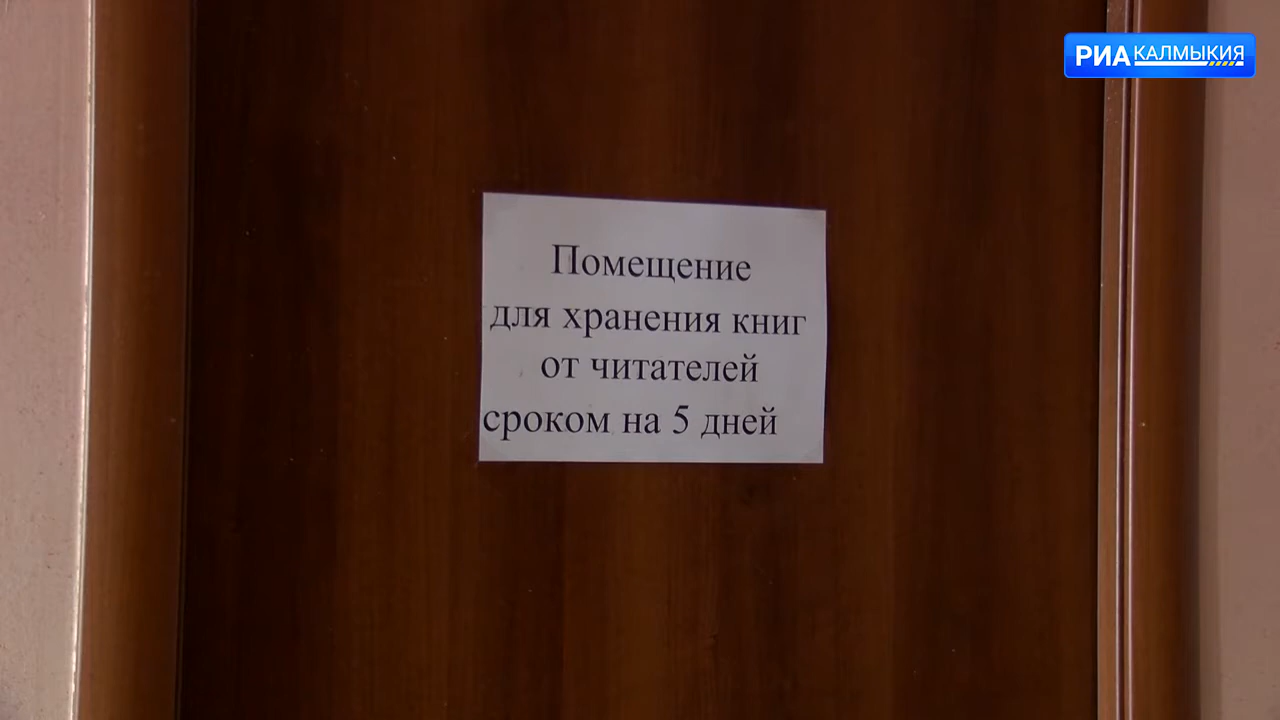 РИА КАЛМЫКИЯ
Помещение
для хранения книг
от читателей
сроком на 5 дней